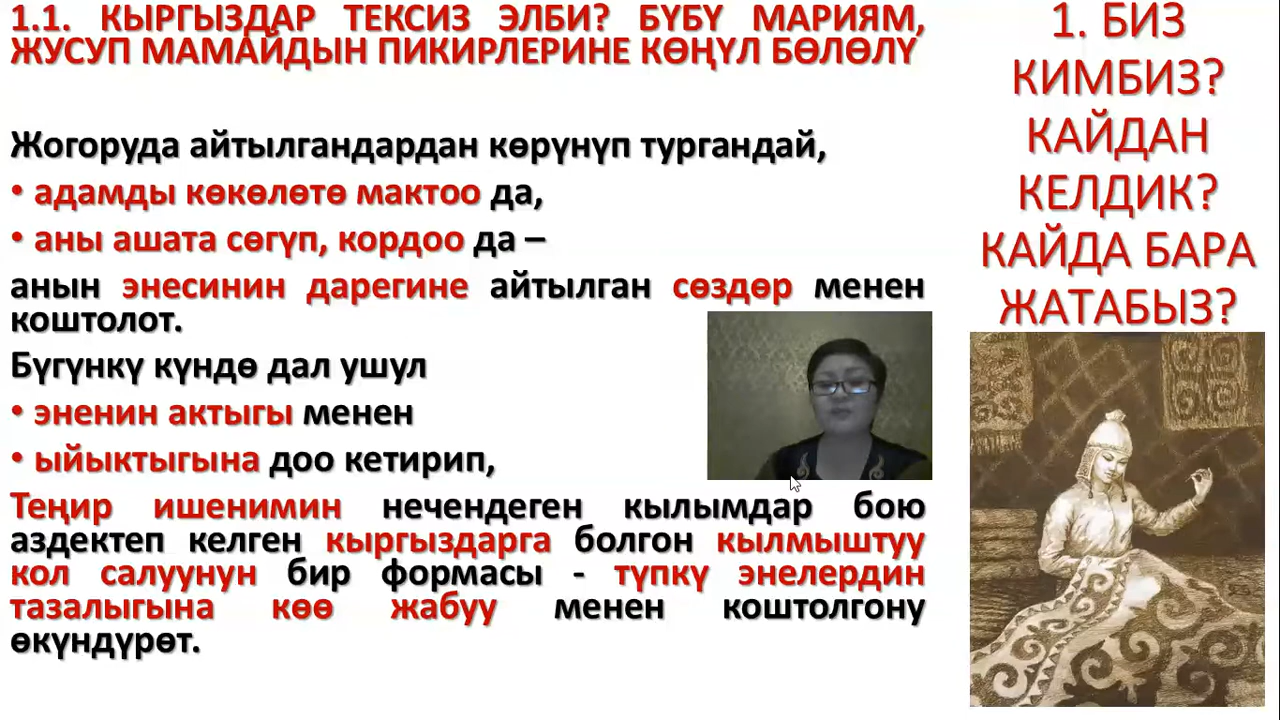 1.1. КЫРГЫЗДАР ТЕКСИЗ ЭЛБИ? БҮБҮ МАРИЯМ,
ЖУСУП МАМАЙДЫН ПИКИРЛЕРИНЕ КӨҢҮЛ БӨЛӨЛҮ
Жогоруда айтылгандардан көрүнүп тургандай,
• адамды көкөлөтө мактоо да,
• аны ашата сөгүп, кордоо да –
анын энесинин дарегине айтылган сөздөр менен
коштолот.
Бүгүнкү күндө дал ушул
• эненин актыгы менен
• ыйыктыгына доо кетирип,
Теңир ишенимин нечендеген кылымдар бою
аздектеп келген кыргыздарга болгон кылмыштуу
кол салуунун бир формасы - түпкү энелердин
тазалыгына көө жабуу менен коштолгону
өкүндүрөт.
1. БИЗ
КИМБИЗ?
КАЙДАН
КЕЛДИК?
КАЙДА БАРА
ЖАТАБЫЗ?